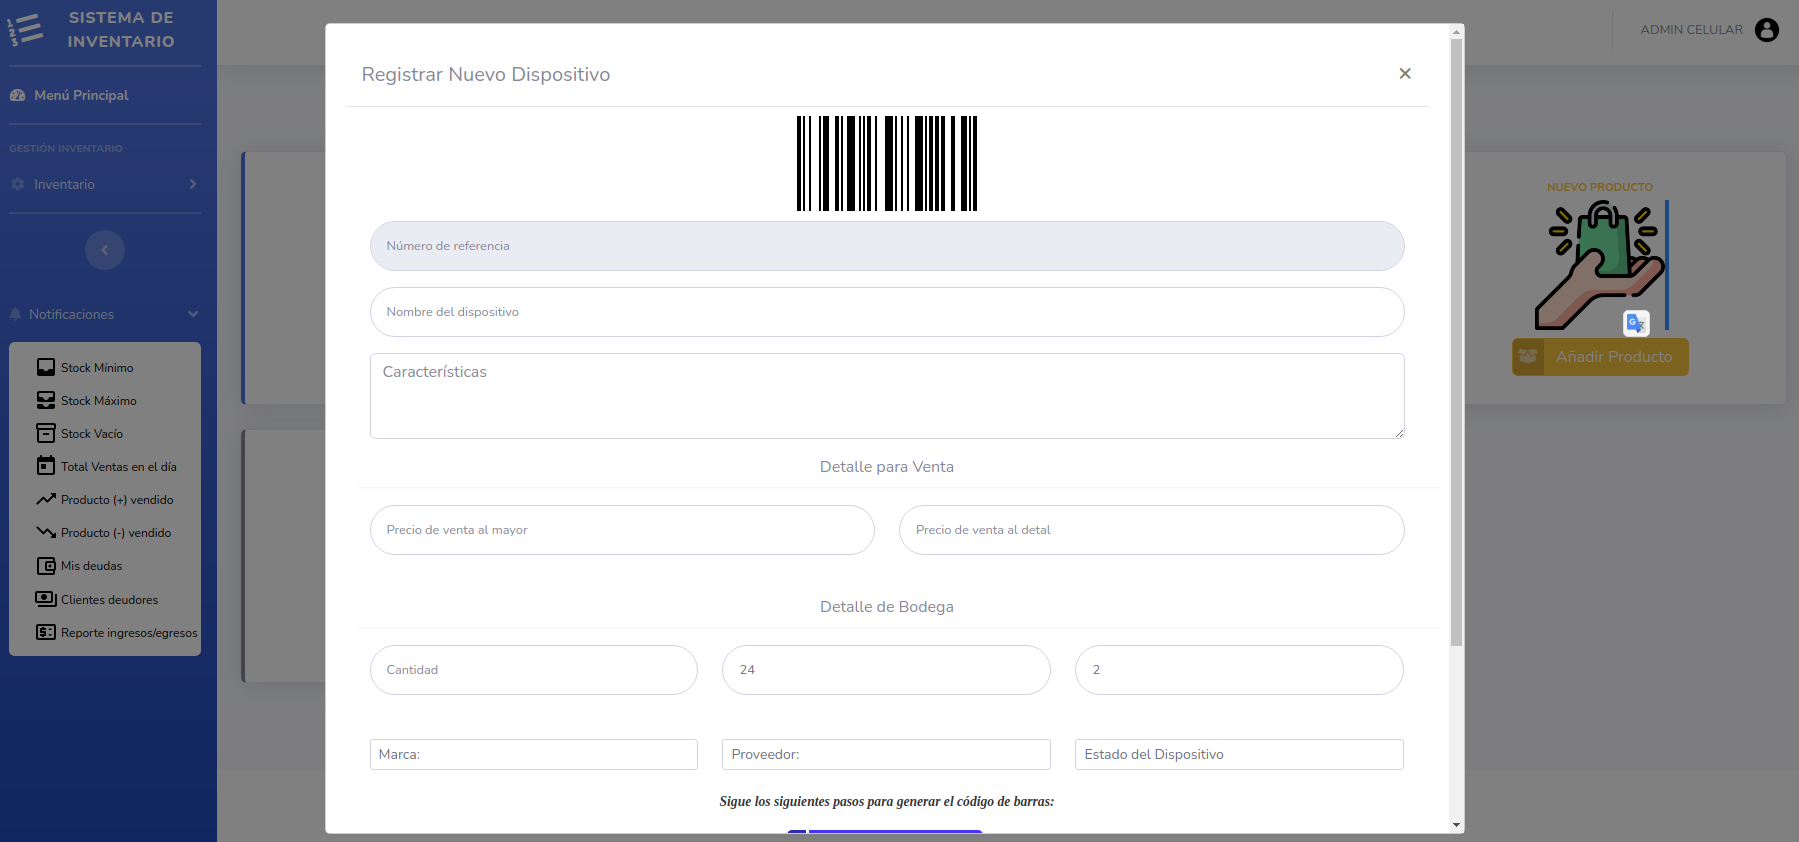 SISTEMA DE
INVENTARIO
Menú Principal
GESTIÓN INVENTARIO
Inventario
Notificaciones
Stock Mínimo
Stock Máximo
Stock Vacío
Total Ventas en el día
Producto (+) vendido
Producto (-) vendido
Mis deudas
Clientes deudores
Reporte ingresos/egresos
Registrar Nuevo Dispositivo
Número de referencia
Nombre del dispositivo
Características
Detalle para Venta
Precio de venta al mayor
Precio de venta al detal
Detalle de Bodega
Cantidad
24
2
Marca:
Proveedor:
Estado del Dispositivo
Sigue los siguientes pasos para generar el código de barras:
ADMIN CELULAR
NUEVO PRODUCTO
Añadir Producto